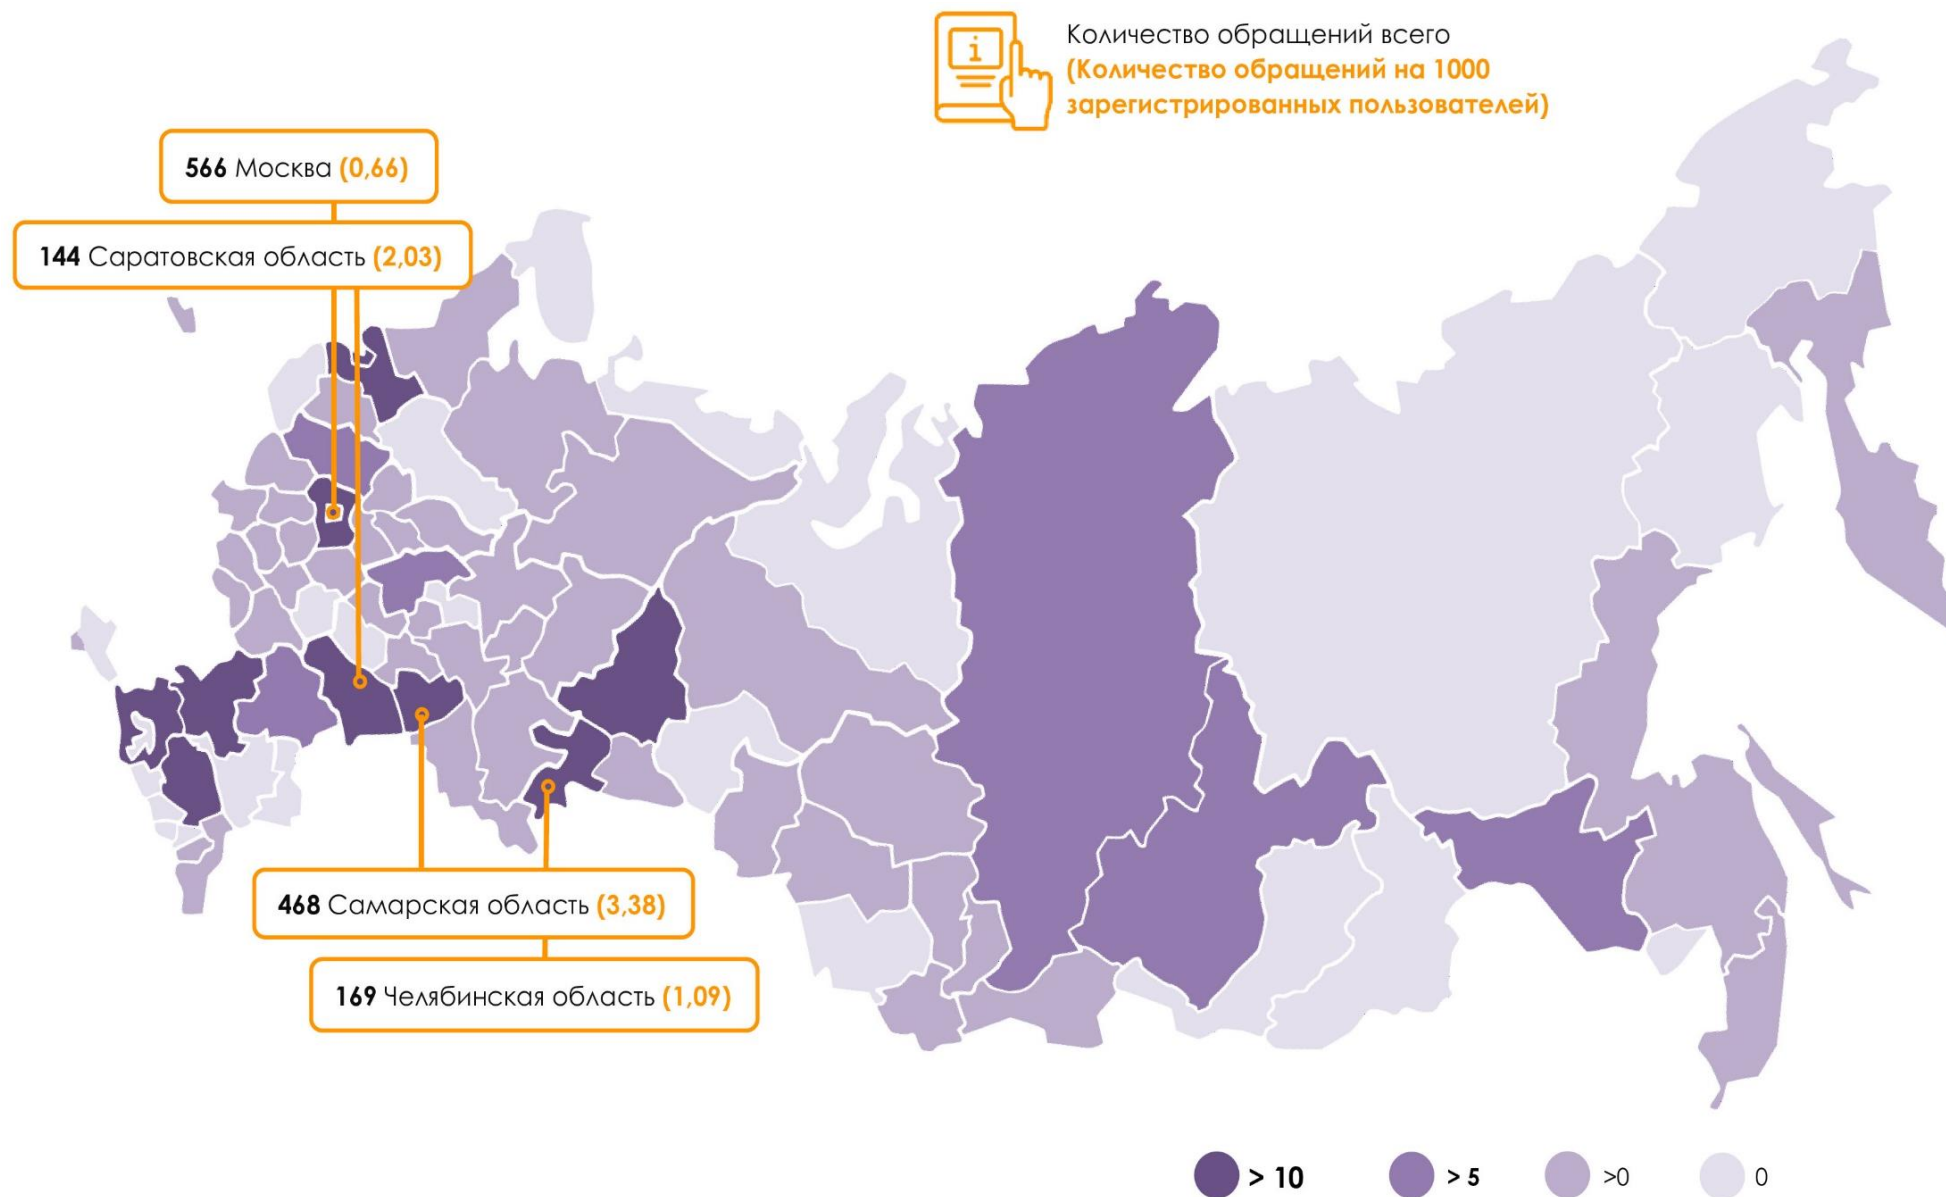 i
Количество обращений всего
(Количество обращений на 1000
зарегистрированных пользователей)
566 Москва (0,66)
144 Саратовская область (2,03)
468 Самарская область (3,38)
169 Челябинская область (1,09)
> 10
> 5
>0
0